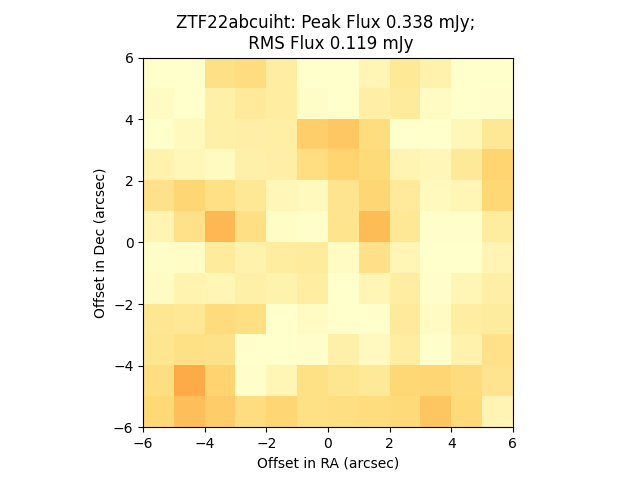 ZTF22abcuiht: Peak Flux 0.338 mJy;
RMS Flux 0.119 mJy
6
4
2
0
−2
−4
−6
Offset in Dec (arcsec)
−6 −4 −2 0 2 4 6
Offset in RA (arcsec)